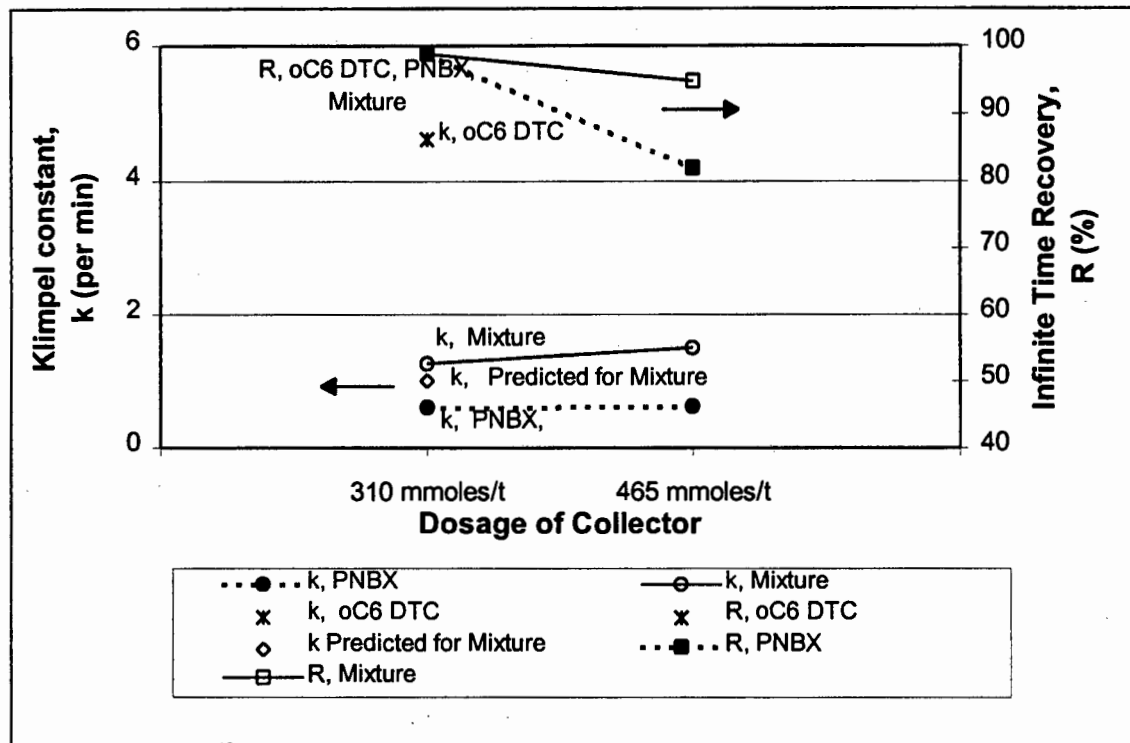 6
4
2
0
Klimpel constant,
k (per min)
R, oC6 DTC, PNBX,
Mixture
k, oC6 DTC
k, Mixture
k, Predicted for Mixture
k, PNBX,
100
90
80
70
60
50
40
Infinite Time Recovery,
R (%)
310 mmoles/t 465 mmoles/t
Dosage of Collector
k, PNBX k, Mixture
k, oC6 DTC R, oC6 DTC
k Predicted for Mixture R, PNBX
R, Mixture